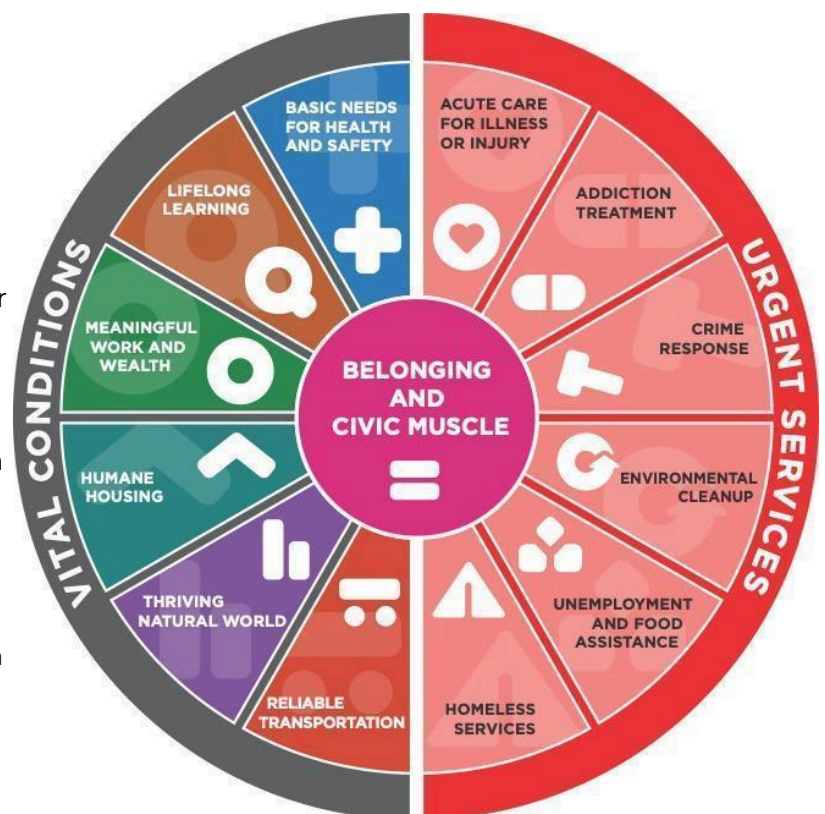 VITAL CONDITIONS
BASIC NEEDS
FOR HEALTH
AND SAFETY
LIFELONG
LEARNING
MEANINGFUL
WORK AND
WEALTH
HUMANE
HOUSING
THRIVING
NATURAL WORLD
RELIABLE
TRANSPORTATION
BELONGING
AND
CIVIC MUSCLE
URGENT SERVICES
ACUTE CARE
FOR ILLNESS
OR INJURY
ADDICTION
TREATMENT
CRIME
RESPONSE
ENVIRONMENTAL
CLEANUP
UNEMPLOYMENT
AND FOOD
ASSISTANCE
HOMELESS
SERVICES